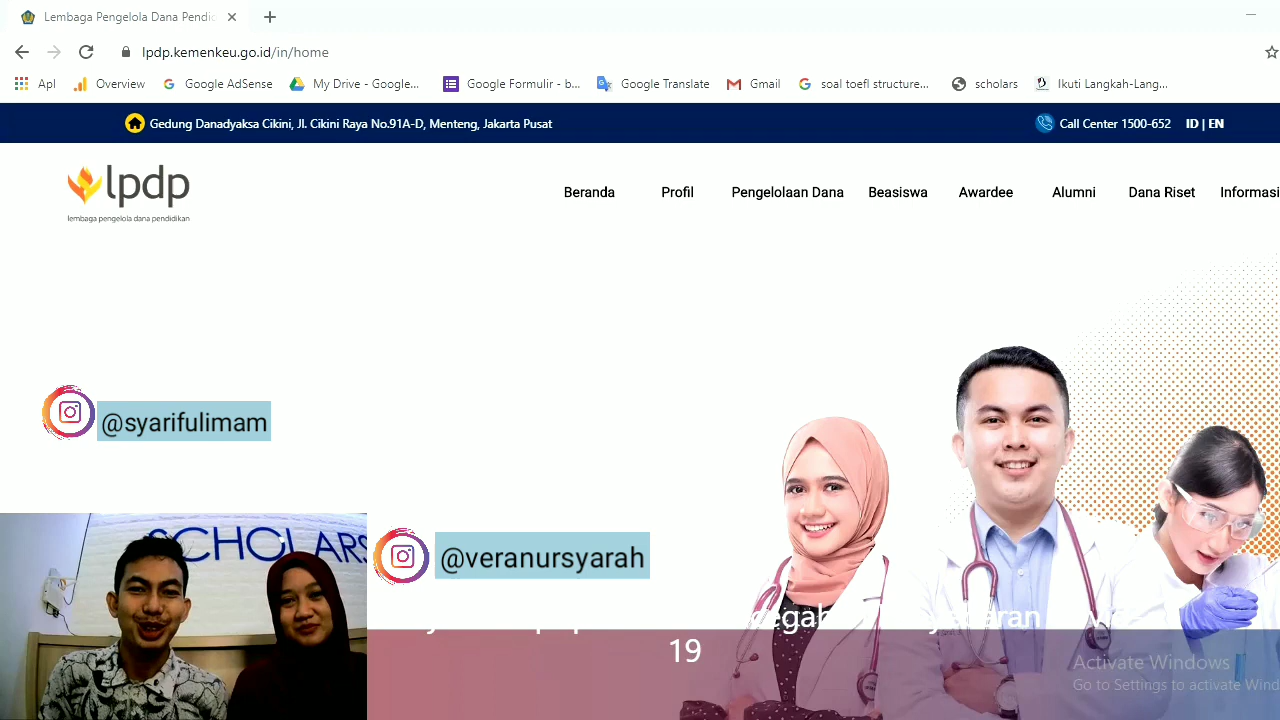 Lembaga Pengelola Dana Pendic
lpdp.kemenkeu.go.id/in/home
Apl Overview Google AdSense My Drive - Google... Google Formulir - b... Google Translate Gmail soal toefl structure... scholars Ikuti Langkah-Lang...
Gedung Danadyaksa Cikini, Jl. Cikini Raya No.91A-D, Menteng, Jakarta Pusat Call Center 1500-652 ID | EN
lpdp
lembaga pengelola dana pendidikan
Beranda Profil Pengelolaan Dana Beasiswa Awardee Alumni Dana Riset Informasi
@syarifulimam
SCHOLARS
@veranursyarah
19
Activate Windows
Go to Settings to activate Wind